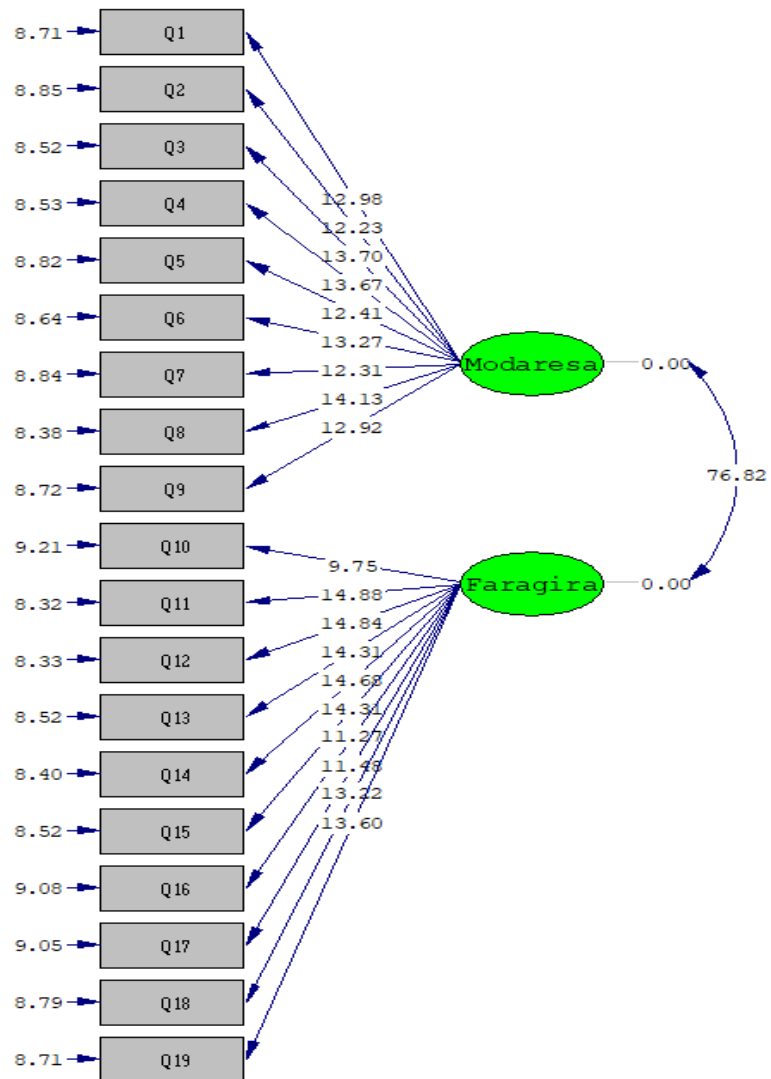 8.71 Q1
8.85 Q2
8.52 Q3
8.53 Q4
8.82 Q5
8.64 Q6
8.84 Q7
8.38 Q8
8.72 Q9
9.21 Q10
8.32 Q11
8.33 Q12
8.52 Q13
8.40 Q14
8.52 Q15
9.08 Q16
9.05 Q17
8.79 Q18
8.71 Q19
12.98
12.23
13.70
13.67
12.41
13.27
12.31
14.13
12.92
9.75
14.88
14.84
14.31
14.68
14.31
11.27
11.48
13.22
13.60
Modaresa 0.00
76.82
Faragira 0.00